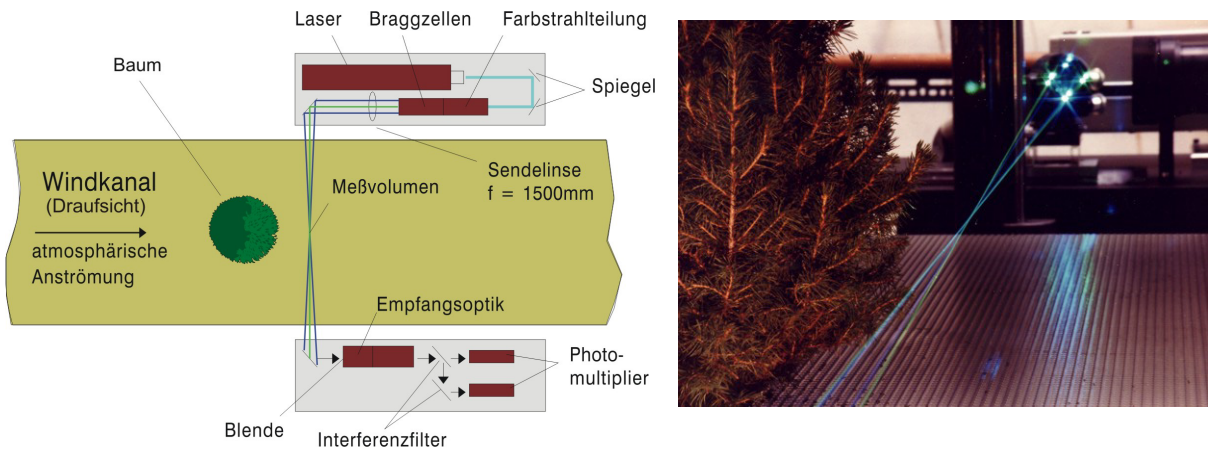 Laser
Braggzellen
Farbstrahlteilung
Baum
Spiegel
Windkanal
(Draufsicht)
atmosphärische
Anströmung
Meßvolumen
Sendelinse
f = 1500mm
Empfangsoptik
Photo-
multiplier
Blende
Interferenzfilter